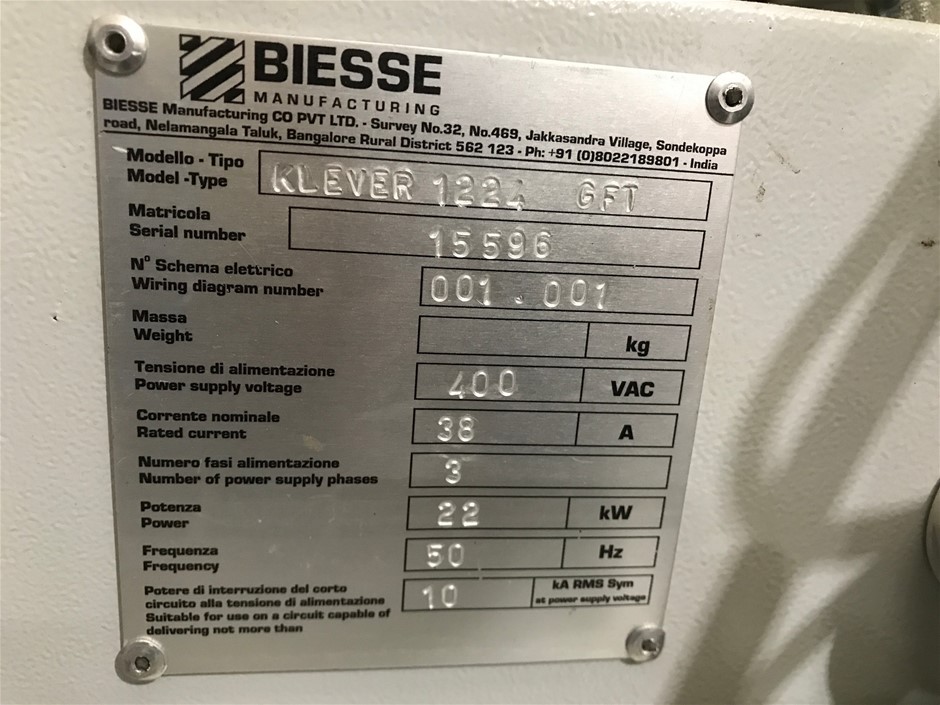 BIESSE
MANUFACTURING
BIESSE Manufacturing CO PVT LTD. - Survey No.32, No.469, Jakkasandra Village, Sondekoppa
road, Nelamangala Taluk, Bangalore Rural District 562 123 - Ph: +91 (0)8022189801 - India
Modello - Tipo
Model -Type
KLEVER 1224 GFT
Matricola
Serial number
15596
N° Schema elettrico
Wiring diagram number
001.001
Massa
Weight
kg
Tensione di alimentazione
Power supply voltage
400 VAC
Corrente nominale
Rated current
38 A
Numero fasi alimentazione
Number of power supply phases
3
Potenza
Power
22 kW
Frequenza
Frequency
50 Hz
Potere di interruzione del corto
circuito alla tensione di alimentazione
Suitable for use on a circuit capable of
delivering not more than
10
kA RMS Sym
at power supply voltage